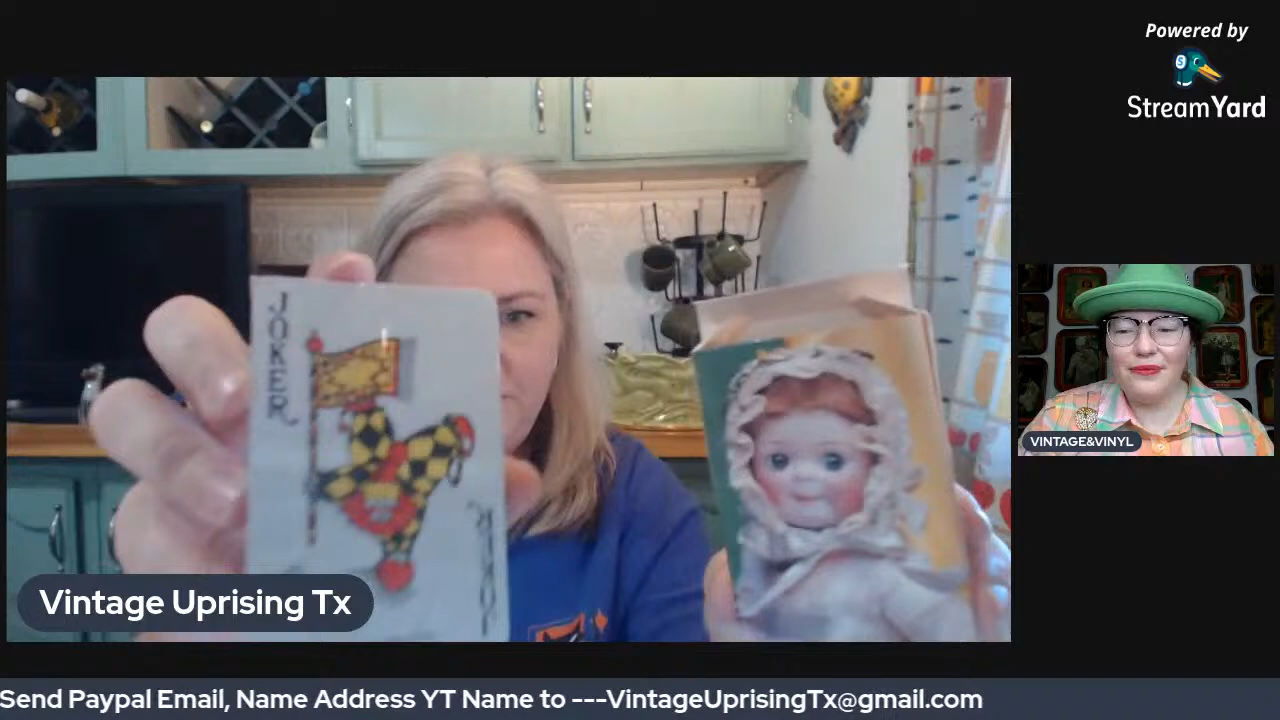 Powered by
StreamYard
JOKER
JOKER
VINTAGE&VINYL
Vintage Uprising Tx
Send Paypal Email, Name Address YT Name to ---VintageUprisingTx@gmail.com